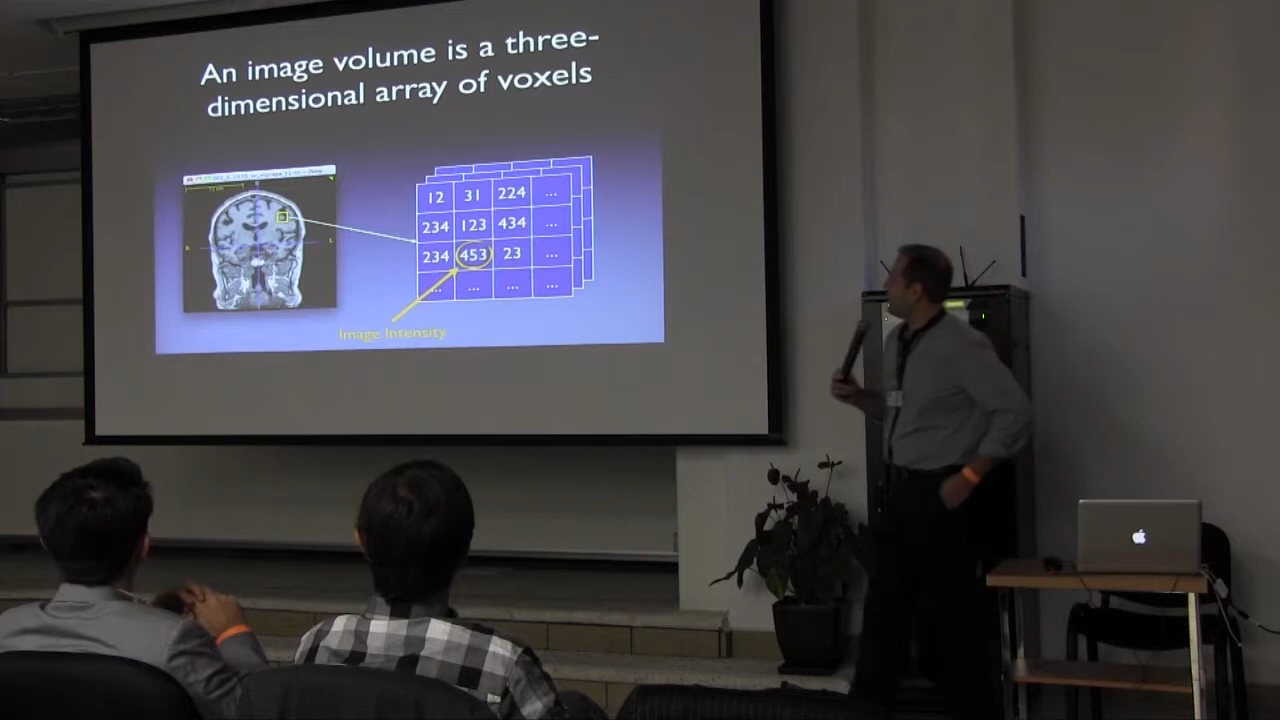 An image volume is a three-
dimensional array of voxels
12 31 224 ...
234 123 434 ...
234 453 23 ...
... ... ... ...
Image Intensity